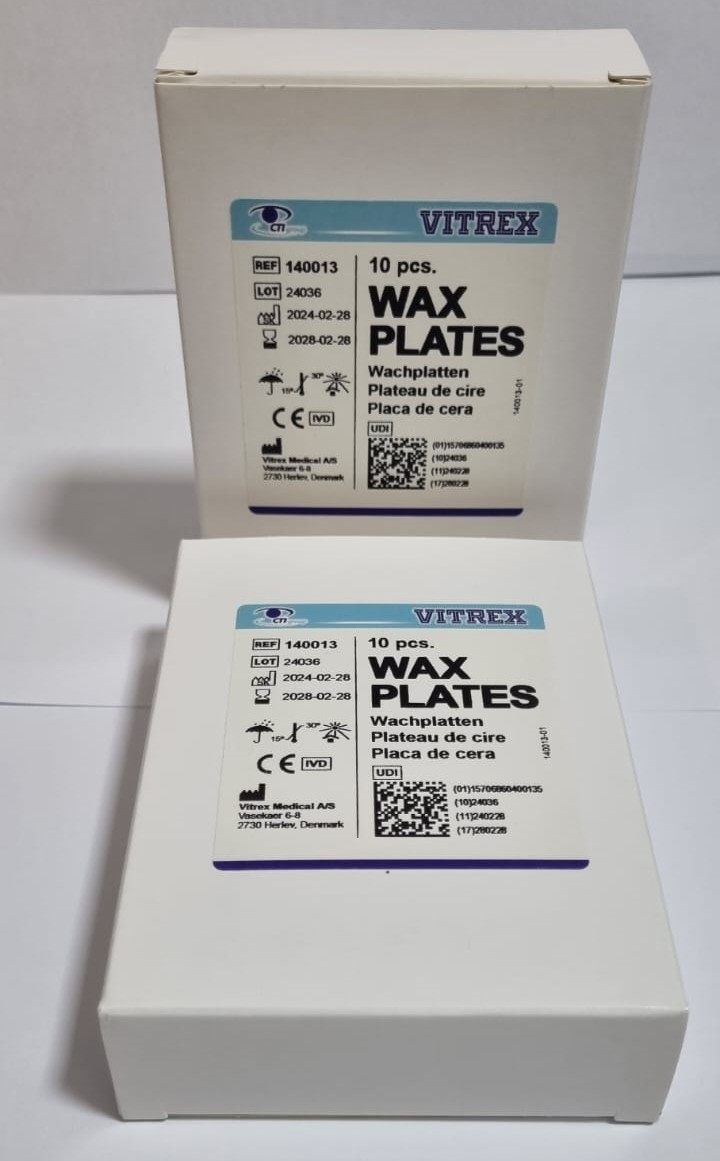 CTI group
VITREX
REF 140013
LOT 24036
2024-02-28
2028-02-28
15° 30°
CE IVD
Vitrex Medical A/S
Vasekaer 6-8
2730 Herlev, Denmark
10 pcs.
WAX
PLATES
Wachplatten
Plateau de cire
Placa de cera
140013-01
UDI
(01)15706860400135
(10)24036
(11)240228
(17)280228
CTI group
VITREX
REF 140013
LOT 24036
2024-02-28
2028-02-28
15° 30°
CE IVD
Vitrex Medical A/S
Vasekaer 6-8
2730 Herlev, Denmark
10 pcs.
WAX
PLATES
Wachplatten
Plateau de cire
Placa de cera
140013-01
UDI
(01)15706860400135
(10)24036
(11)240228
(17)280228